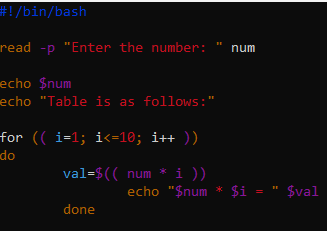 #!/bin/bash
read -p "Enter the number: " num
echo $num
echo "Table is as follows:"
for (( i=1; i<=10; i++ ))
do
val=$(( num * i ))
echo "$num * $i = " $val
done